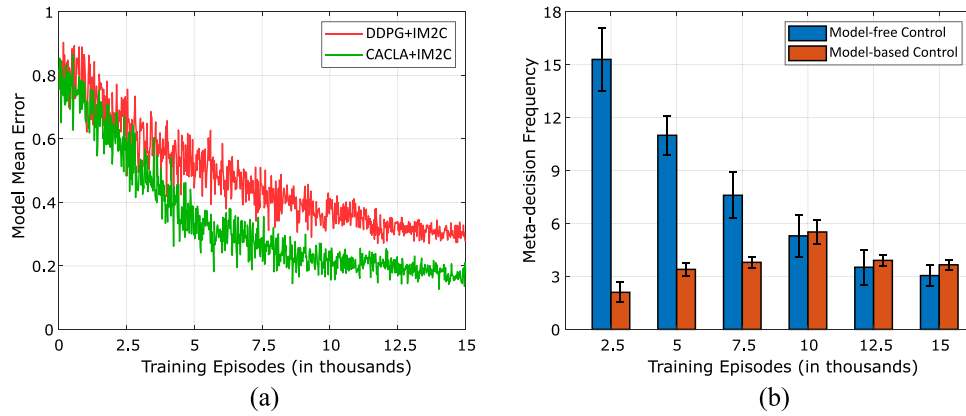 DDPG+IM2C
CACLA+IM2C
Model Mean Error
1
0.8
0.6
0.4
0.2
0
0 2.5 5 7.5 10 12.5 15
Training Episodes (in thousands)
(a)
Model-free Control
Model-based Control
Meta-decision Frequency
18
15
12
9
6
3
0
2.5 5 7.5 10 12.5 15
Training Episodes (in thousands)
(b)